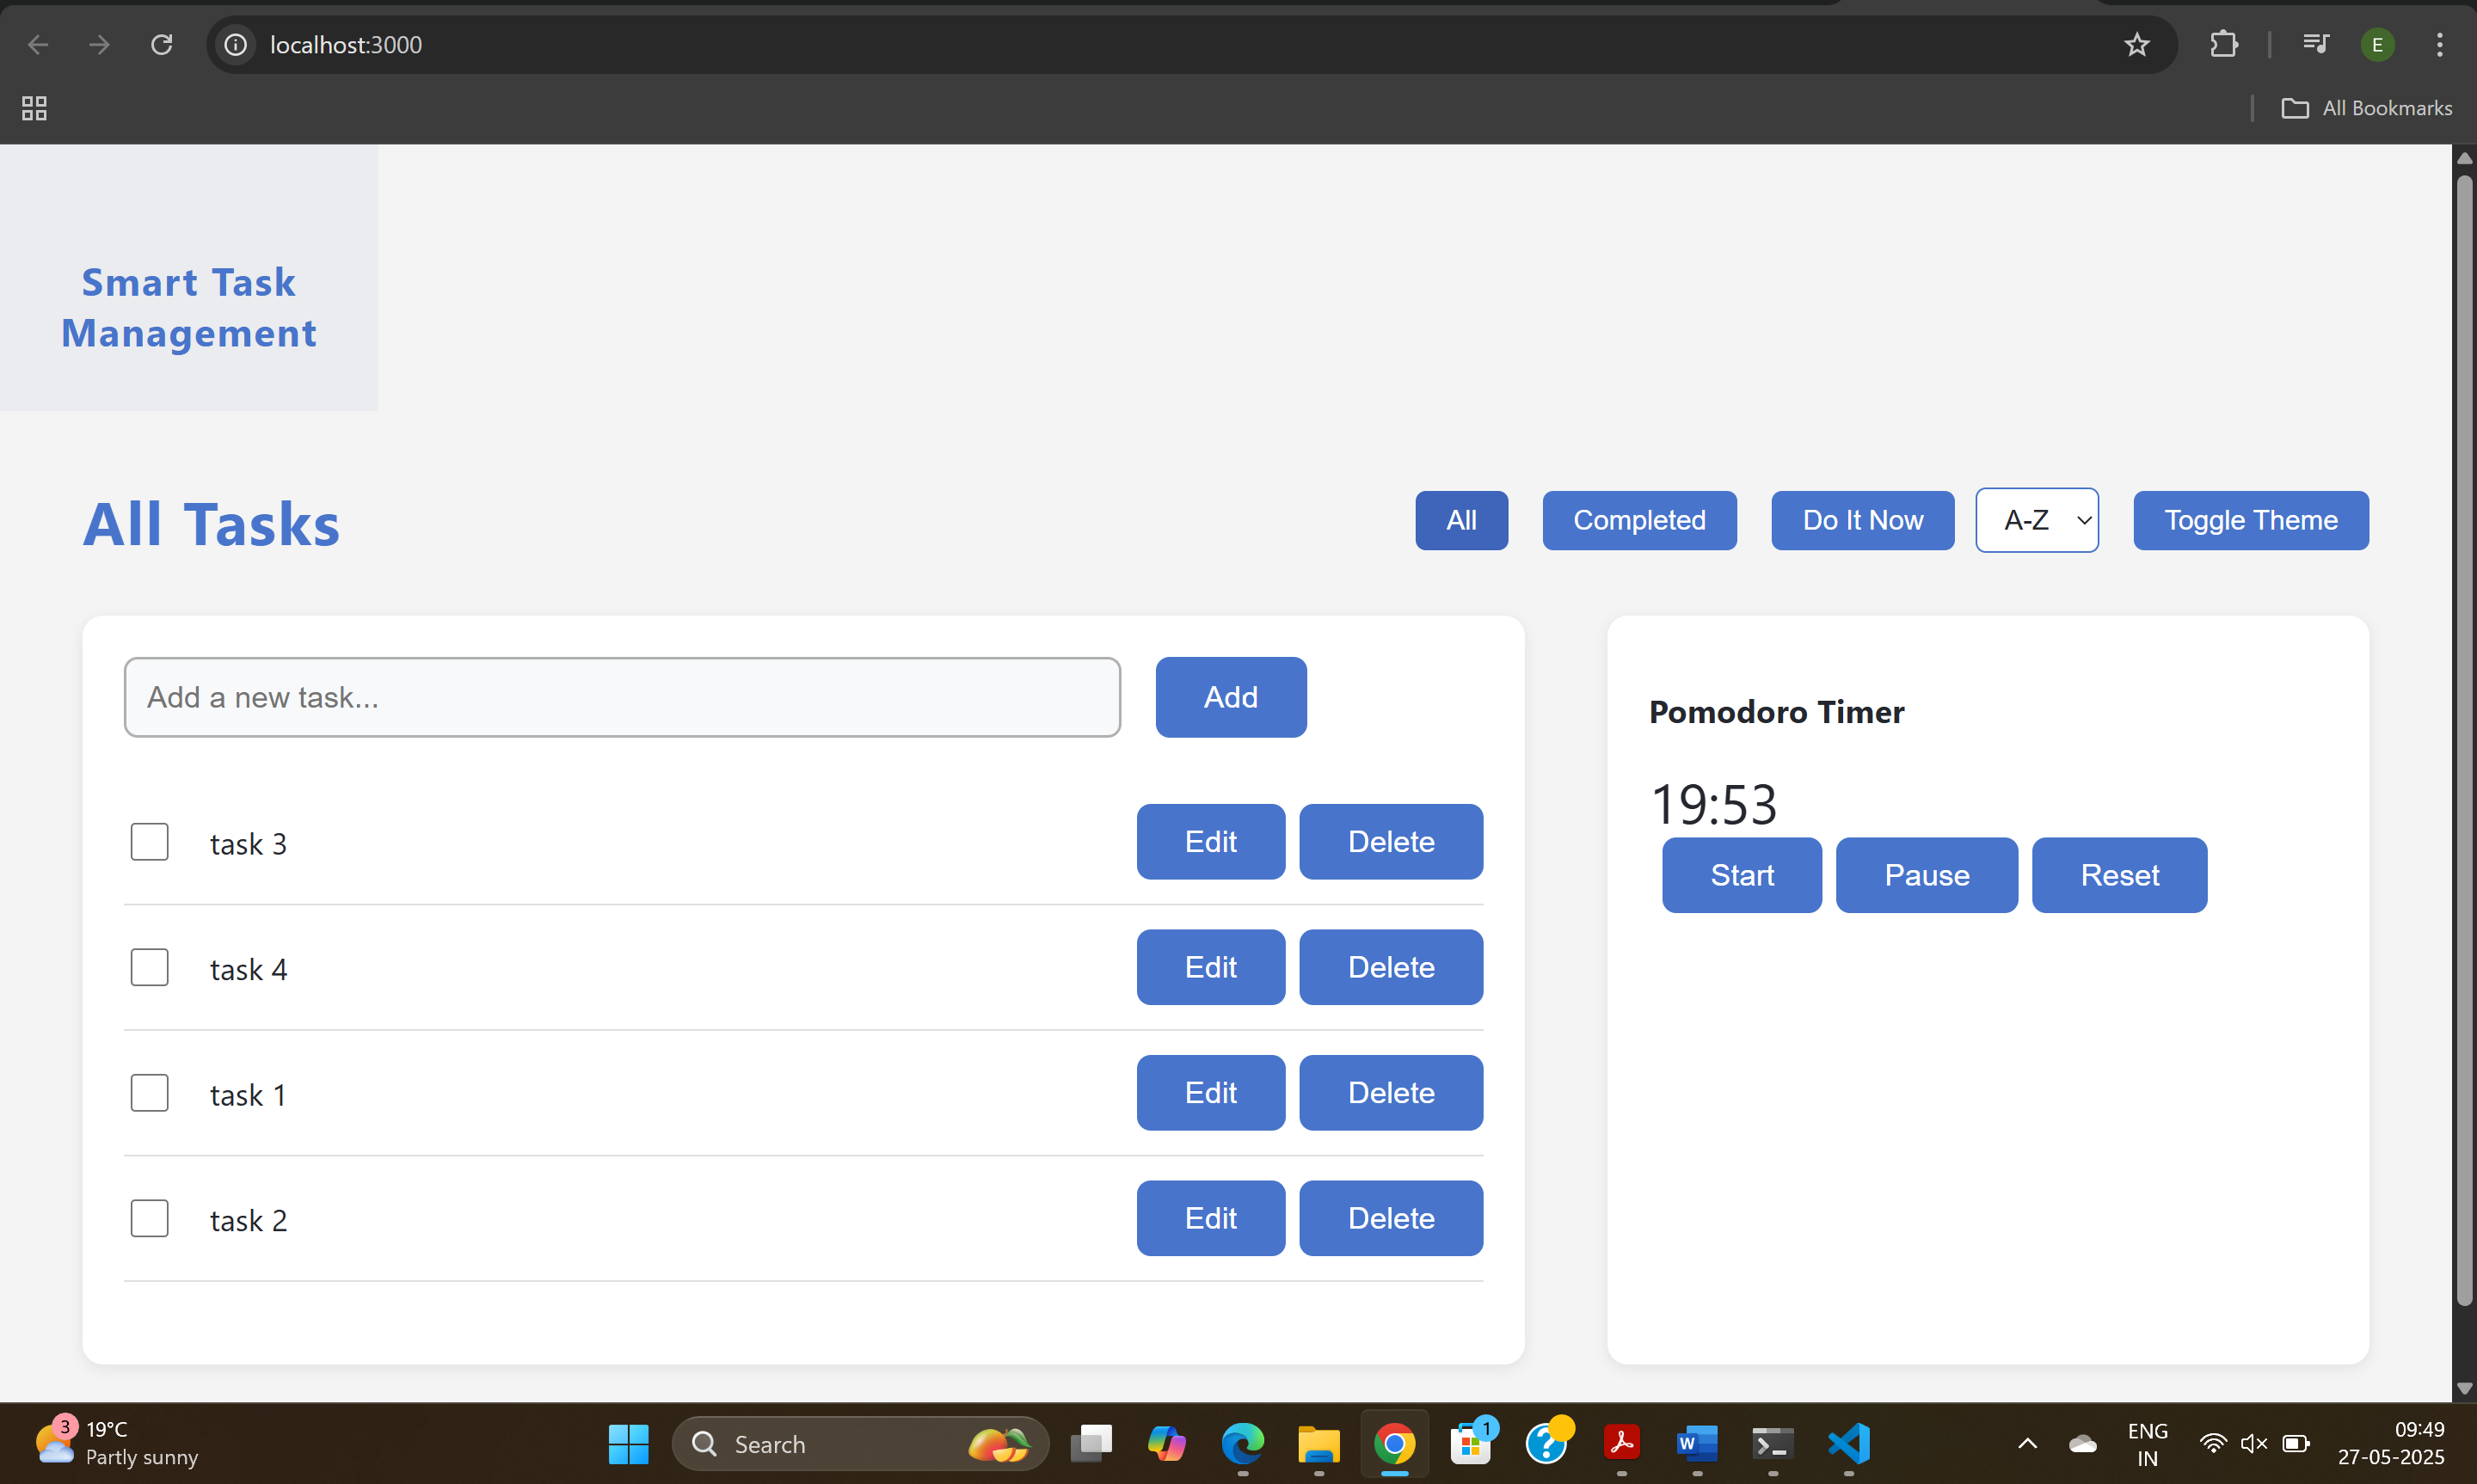 localhost:3000
E
All Bookmarks
Smart Task
Management
All Tasks
All
Completed
Do It Now
A-Z
Toggle Theme
Add a new task...
Add
task 3
Edit
Delete
task 4
Edit
Delete
task 1
Edit
Delete
task 2
Edit
Delete
Pomodoro Timer
19:53
Start
Pause
Reset
3
19°C
Partly sunny
Search
1
W
ENG
IN
09:49
27-05-2025